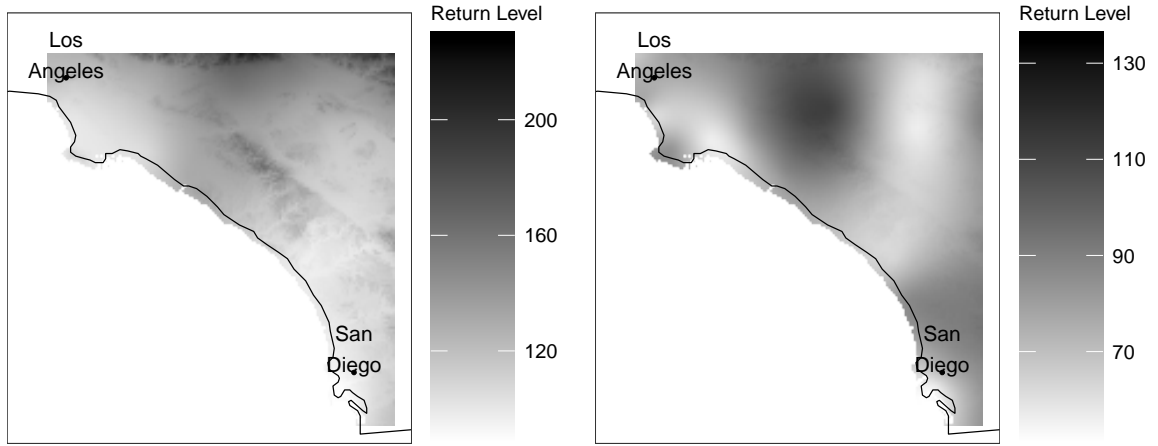 Return Level
Los
Angeles
200
160
120
San
Diego
Return Level
Los
Angeles
130
110
90
70
San
Diego